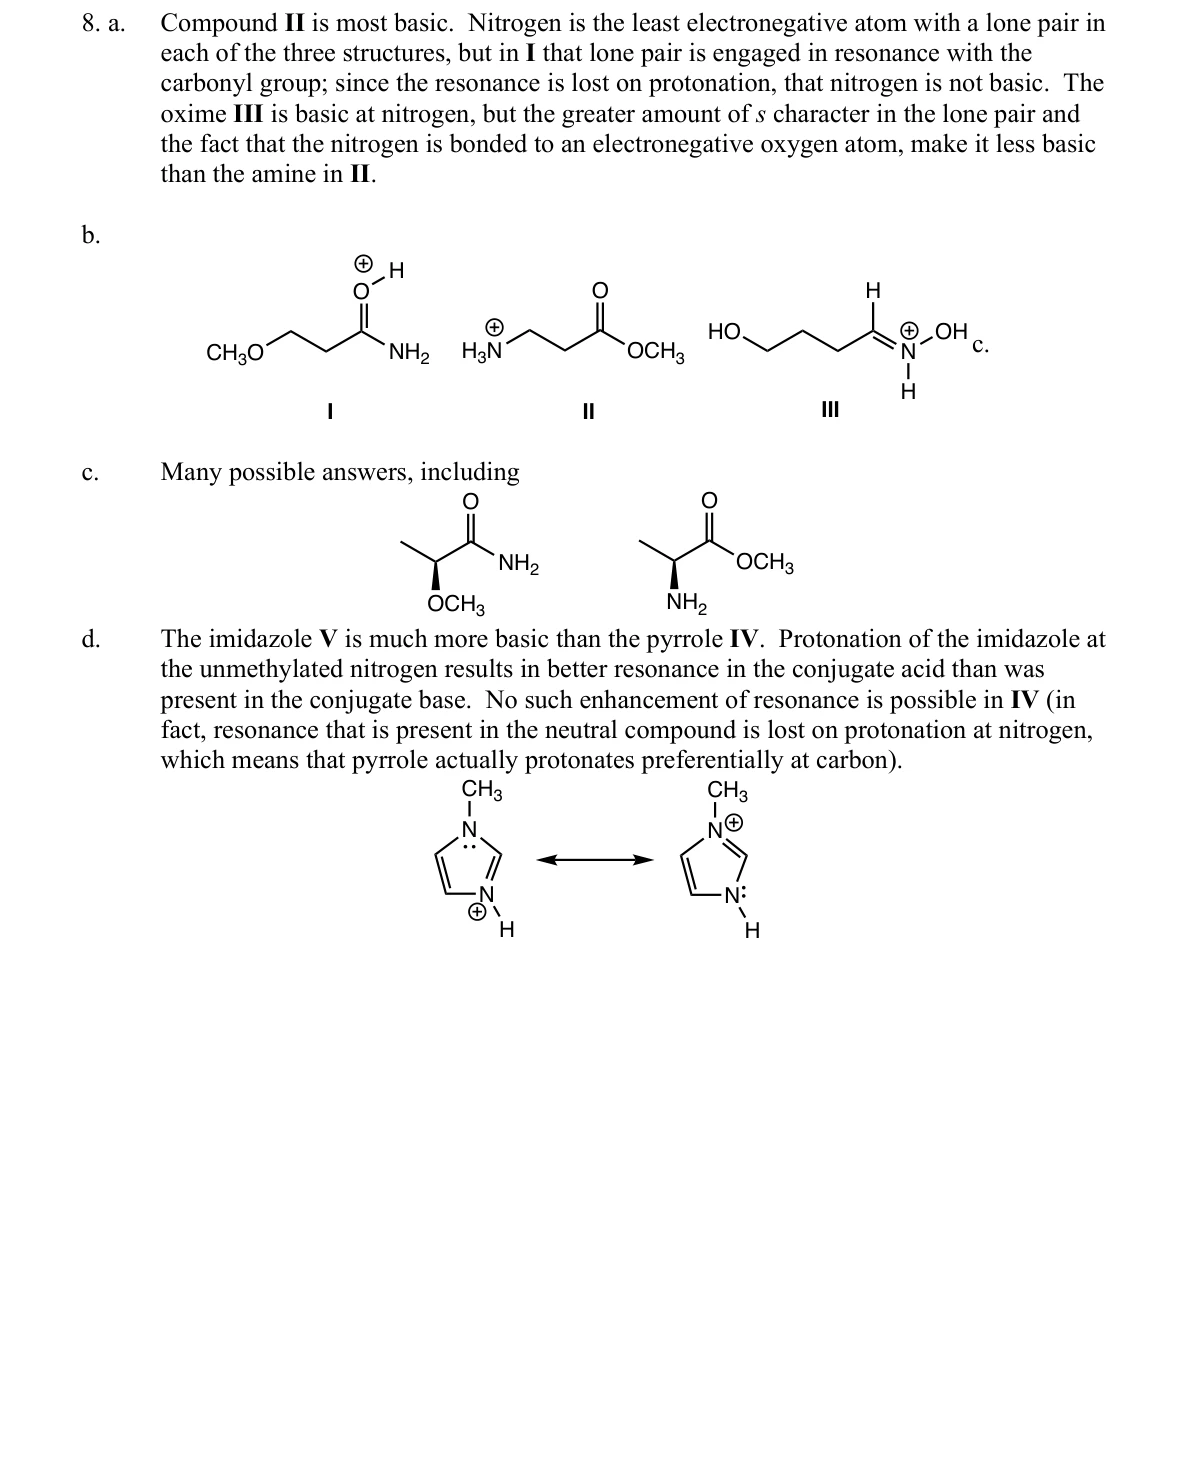 8. a. Compound II is most basic. Nitrogen is the least electronegative atom with a lone pair in
each of the three structures, but in I that lone pair is engaged in resonance with the
carbonyl group; since the resonance is lost on protonation, that nitrogen is not basic. The
oxime III is basic at nitrogen, but the greater amount of s character in the lone pair and
the fact that the nitrogen is bonded to an electronegative oxygen atom, make it less basic
than the amine in II.
b.
⊕ H
O
CH₃O NH₂
I
⊕
H₃N
O
OCH₃
II
HO
H
⊕ OH
N
H
III
c.
c. Many possible answers, including
O
NH₂
OCH₃
O
OCH₃
NH₂
d. The imidazole V is much more basic than the pyrrole IV. Protonation of the imidazole at
the unmethylated nitrogen results in better resonance in the conjugate acid than was
present in the conjugate base. No such enhancement of resonance is possible in IV (in
fact, resonance that is present in the neutral compound is lost on protonation at nitrogen,
which means that pyrrole actually protonates preferentially at carbon).
CH₃
N
N
⊕
H
CH₃
N⊕
N:
H